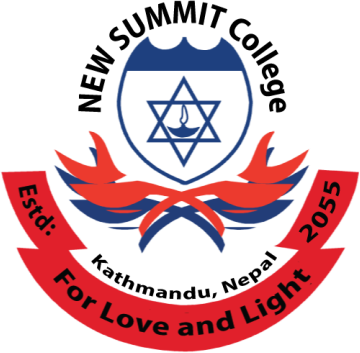 NEW SUMMIT College
Kathmandu, Nepal
Estd: 2055
For Love and Light